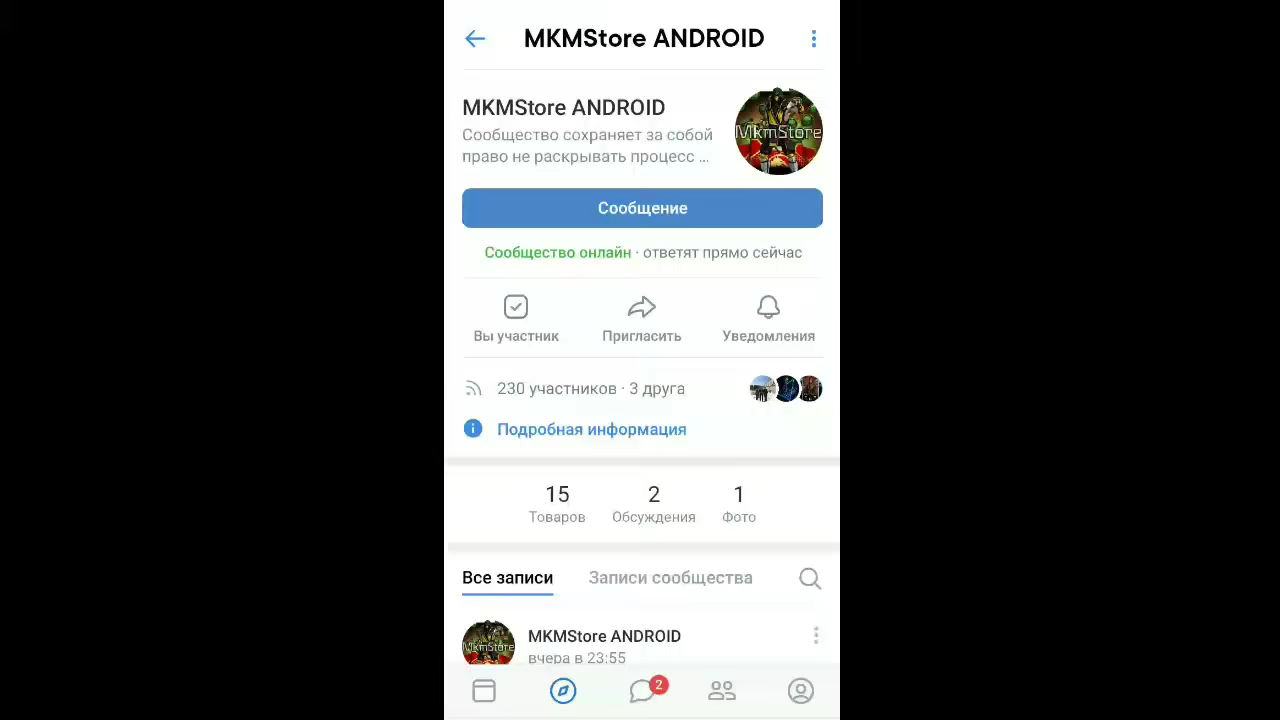 MKMStore ANDROID
MKMStore ANDROID
Сообщество сохраняет за собой
право не раскрывать процесс ...
MkmStore
Сообщение
Сообщество онлайн · ответят прямо сейчас
Вы участник
Пригласить
Уведомления
230 участников · 3 друга
Подробная информация
15
Товаров
2
Обсуждения
1
Фото
Все записи
Записи сообщества
MkmStore
MKMStore ANDROID
вчера в 23:55
2